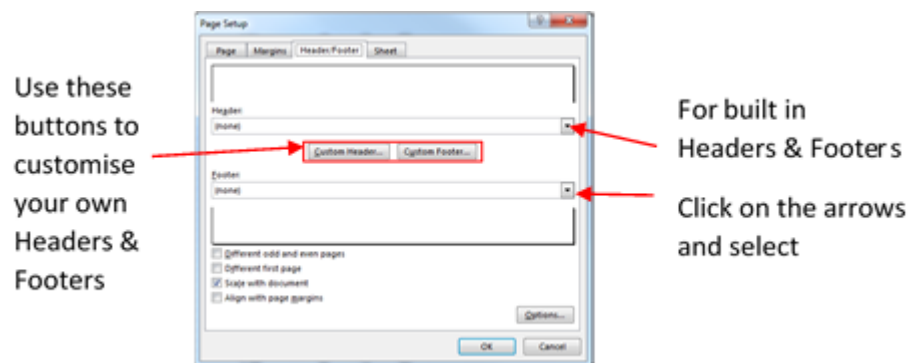 Page Setup
Page Margins Header/Footer Sheet
Use these
buttons to
customise
your own
Headers &
Footers
Header:
(none)
Custom Header... Custom Footer...
Footer:
(none)
Different odd and even pages
Different first page
Scale with document
Align with page margins
Options...
OK Cancel
For built in
Headers & Footers
Click on the arrows
and select